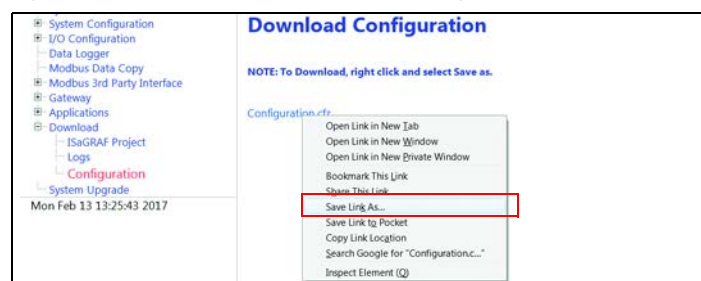 System Configuration
I/O Configuration
Data Logger
Modbus Data Copy
Modbus 3rd Party Interface
Gateway
Applications
Download
ISaGRAF Project
Logs
Configuration
System Upgrade
Mon Feb 13 13:25:43 2017
Download Configuration
NOTE: To Download, right click and select Save as.
Configuration.cfg
Open Link in New Tab
Open Link in New Window
Open Link in New Private Window
Bookmark This Link
Share This Link
Save Link As...
Save Link to Pocket
Copy Link Location
Search Google for "Configuration.c..."
Inspect Element (Q)